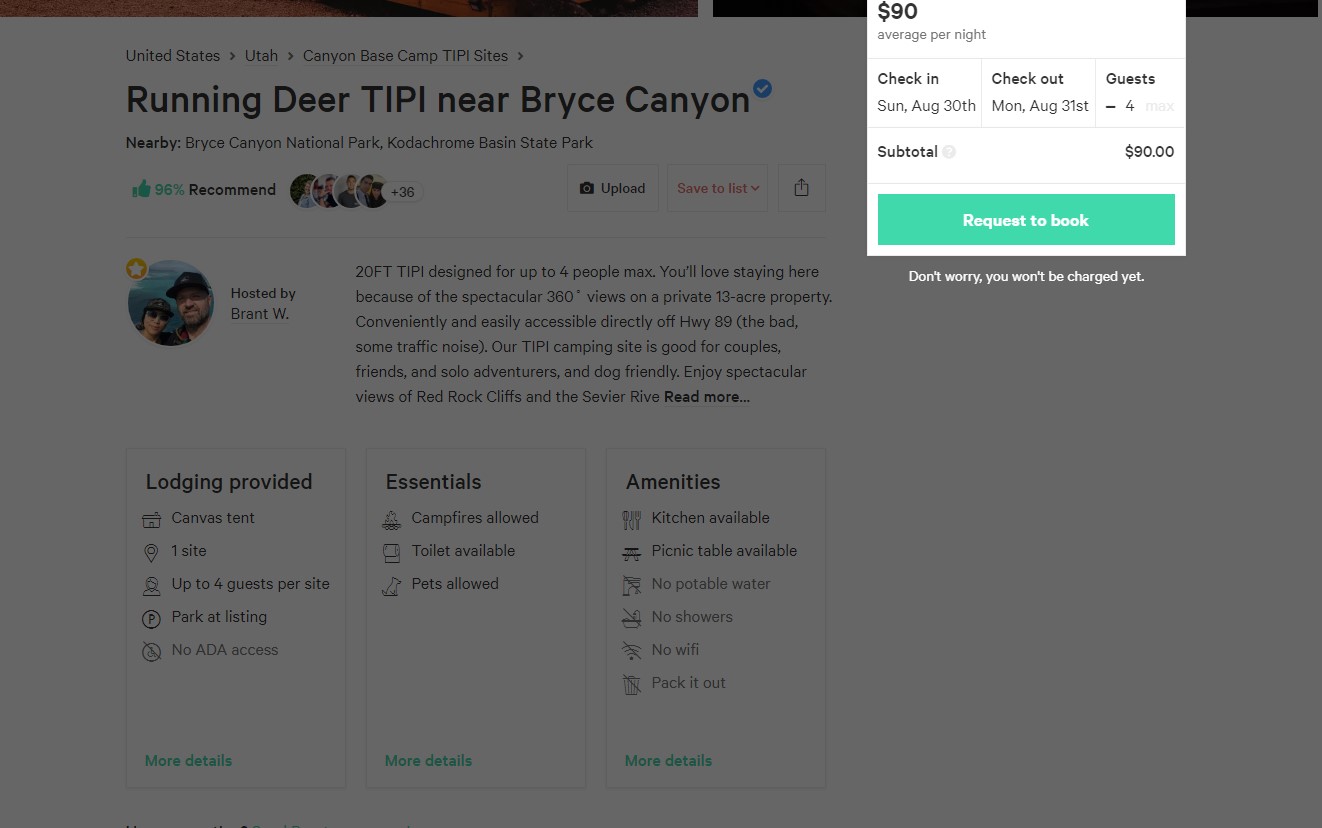 $90
average per night
Check in
Sun, Aug 30th
Check out
Mon, Aug 31st
Guests
– 4 max
Subtotal ?
$90.00
Request to book
Don't worry, you won't be charged yet.
United States > Utah > Canyon Base Camp TIPI Sites >
Running Deer TIPI near Bryce Canyon
Nearby: Bryce Canyon National Park, Kodachrome Basin State Park
96% Recommend
+36
Upload
Save to list
Hosted by
Brant W.
20FT TIPI designed for up to 4 people max. You'll love staying here
because of the spectacular 360˚ views on a private 13-acre property.
Conveniently and easily accessible directly off Hwy 89 (the bad,
some traffic noise). Our TIPI camping site is good for couples,
friends, and solo adventurers, and dog friendly. Enjoy spectacular
views of Red Rock Cliffs and the Sevier Rive Read more...
Lodging provided
Canvas tent
1 site
Up to 4 guests per site
P Park at listing
No ADA access
More details
Essentials
Campfires allowed
Toilet available
Pets allowed
More details
Amenities
Kitchen available
Picnic table available
No potable water
No showers
No wifi
Pack it out
More details